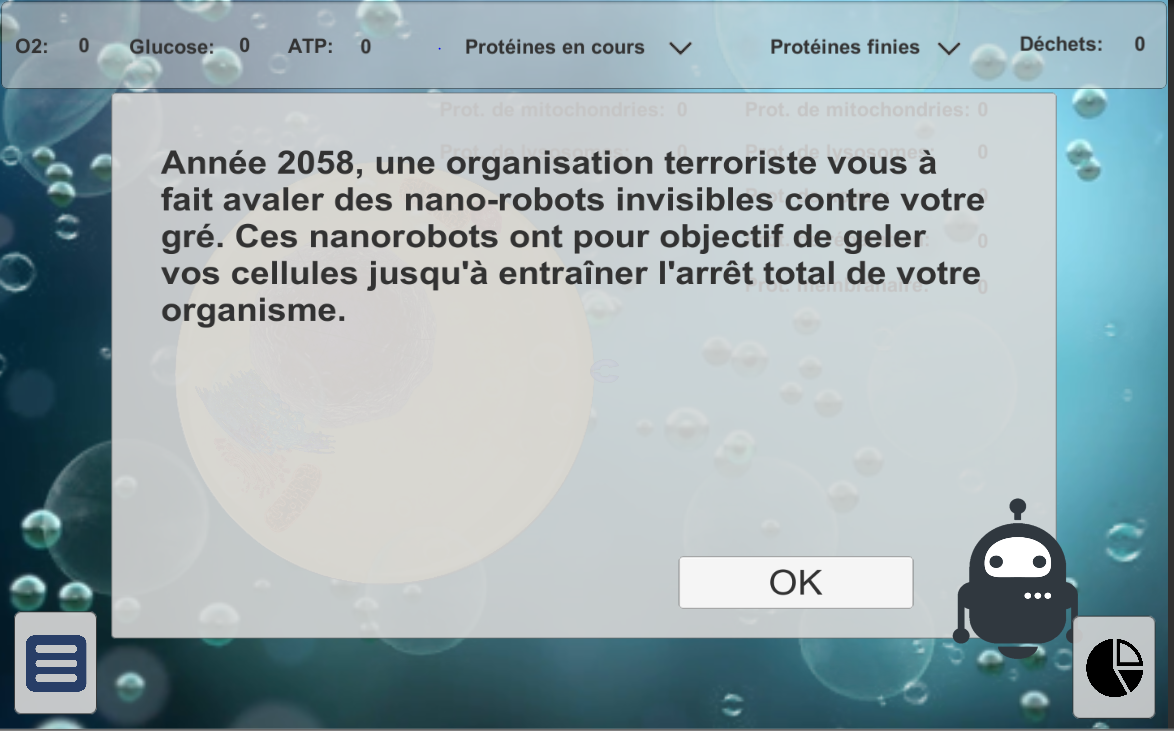 O2: 0 Glucose: 0 ATP: 0 Protéines en cours Protéines finies Déchets: 0
Prot. de mitochondries: 0 Prot. de mitochondries: 0
Prot. de lysosomes: 0 Prot. de lysosomes: 0
0
0
Prot. membranaire: 0
Année 2058, une organisation terroriste vous à
fait avaler des nano-robots invisibles contre votre
gré. Ces nanorobots ont pour objectif de geler
vos cellules jusqu'à entraîner l'arrêt total de votre
organisme.
OK